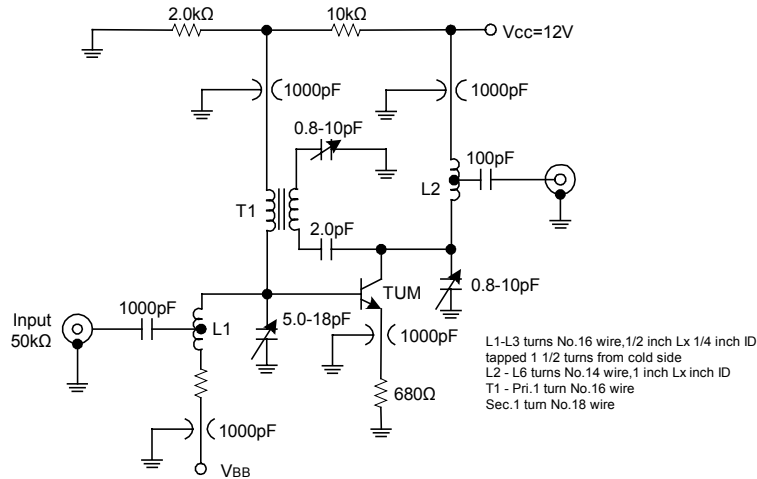 2.0kΩ
10kΩ
Vcc=12V
1000pF
1000pF
0.8-10pF
100pF
T1
L2
2.0pF
TUM
0.8-10pF
1000pF
Input
50kΩ
L1
5.0-18pF
1000pF
680Ω
1000pF
VBB
L1-L3 turns No.16 wire,1/2 inch Lx 1/4 inch ID
tapped 1 1/2 turns from cold side
L2 - L6 turns No.14 wire,1 inch Lx inch ID
T1 - Pri.1 turn No.16 wire
Sec.1 turn No.18 wire